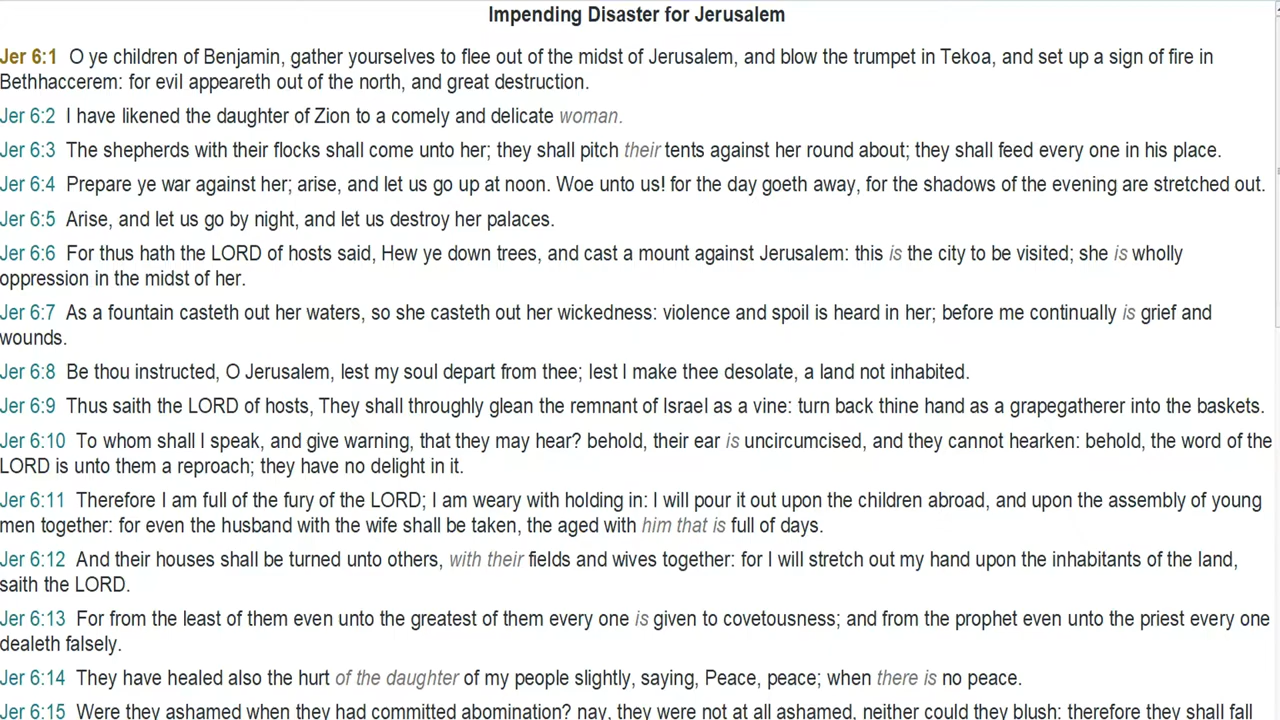 Impending Disaster for Jerusalem
Jer 6:1 O ye children of Benjamin, gather yourselves to flee out of the midst of Jerusalem, and blow the trumpet in Tekoa, and set up a sign of fire in
Bethhaccerem: for evil appeareth out of the north, and great destruction.
Jer 6:2 I have likened the daughter of Zion to a comely and delicate woman.
Jer 6:3 The shepherds with their flocks shall come unto her; they shall pitch their tents against her round about; they shall feed every one in his place.
Jer 6:4 Prepare ye war against her; arise, and let us go up at noon. Woe unto us! for the day goeth away, for the shadows of the evening are stretched out.
Jer 6:5 Arise, and let us go by night, and let us destroy her palaces.
Jer 6:6 For thus hath the LORD of hosts said, Hew ye down trees, and cast a mount against Jerusalem: this is the city to be visited; she is wholly
oppression in the midst of her.
Jer 6:7 As a fountain casteth out her waters, so she casteth out her wickedness: violence and spoil is heard in her; before me continually is grief and
wounds.
Jer 6:8 Be thou instructed, O Jerusalem, lest my soul depart from thee; lest I make thee desolate, a land not inhabited.
Jer 6:9 Thus saith the LORD of hosts, They shall throughly glean the remnant of Israel as a vine: turn back thine hand as a grapegatherer into the baskets.
Jer 6:10 To whom shall I speak, and give warning, that they may hear? behold, their ear is uncircumcised, and they cannot hearken: behold, the word of the
LORD is unto them a reproach; they have no delight in it.
Jer 6:11 Therefore I am full of the fury of the LORD; I am weary with holding in: I will pour it out upon the children abroad, and upon the assembly of young
men together: for even the husband with the wife shall be taken, the aged with him that is full of days.
Jer 6:12 And their houses shall be turned unto others, with their fields and wives together: for I will stretch out my hand upon the inhabitants of the land,
saith the LORD.
Jer 6:13 For from the least of them even unto the greatest of them every one is given to covetousness; and from the prophet even unto the priest every one
dealeth falsely.
Jer 6:14 They have healed also the hurt of the daughter of my people slightly, saying, Peace, peace; when there is no peace.
Jer 6:15 Were they ashamed when they had committed abomination? nay, they were not at all ashamed, neither could they blush: therefore they shall fall